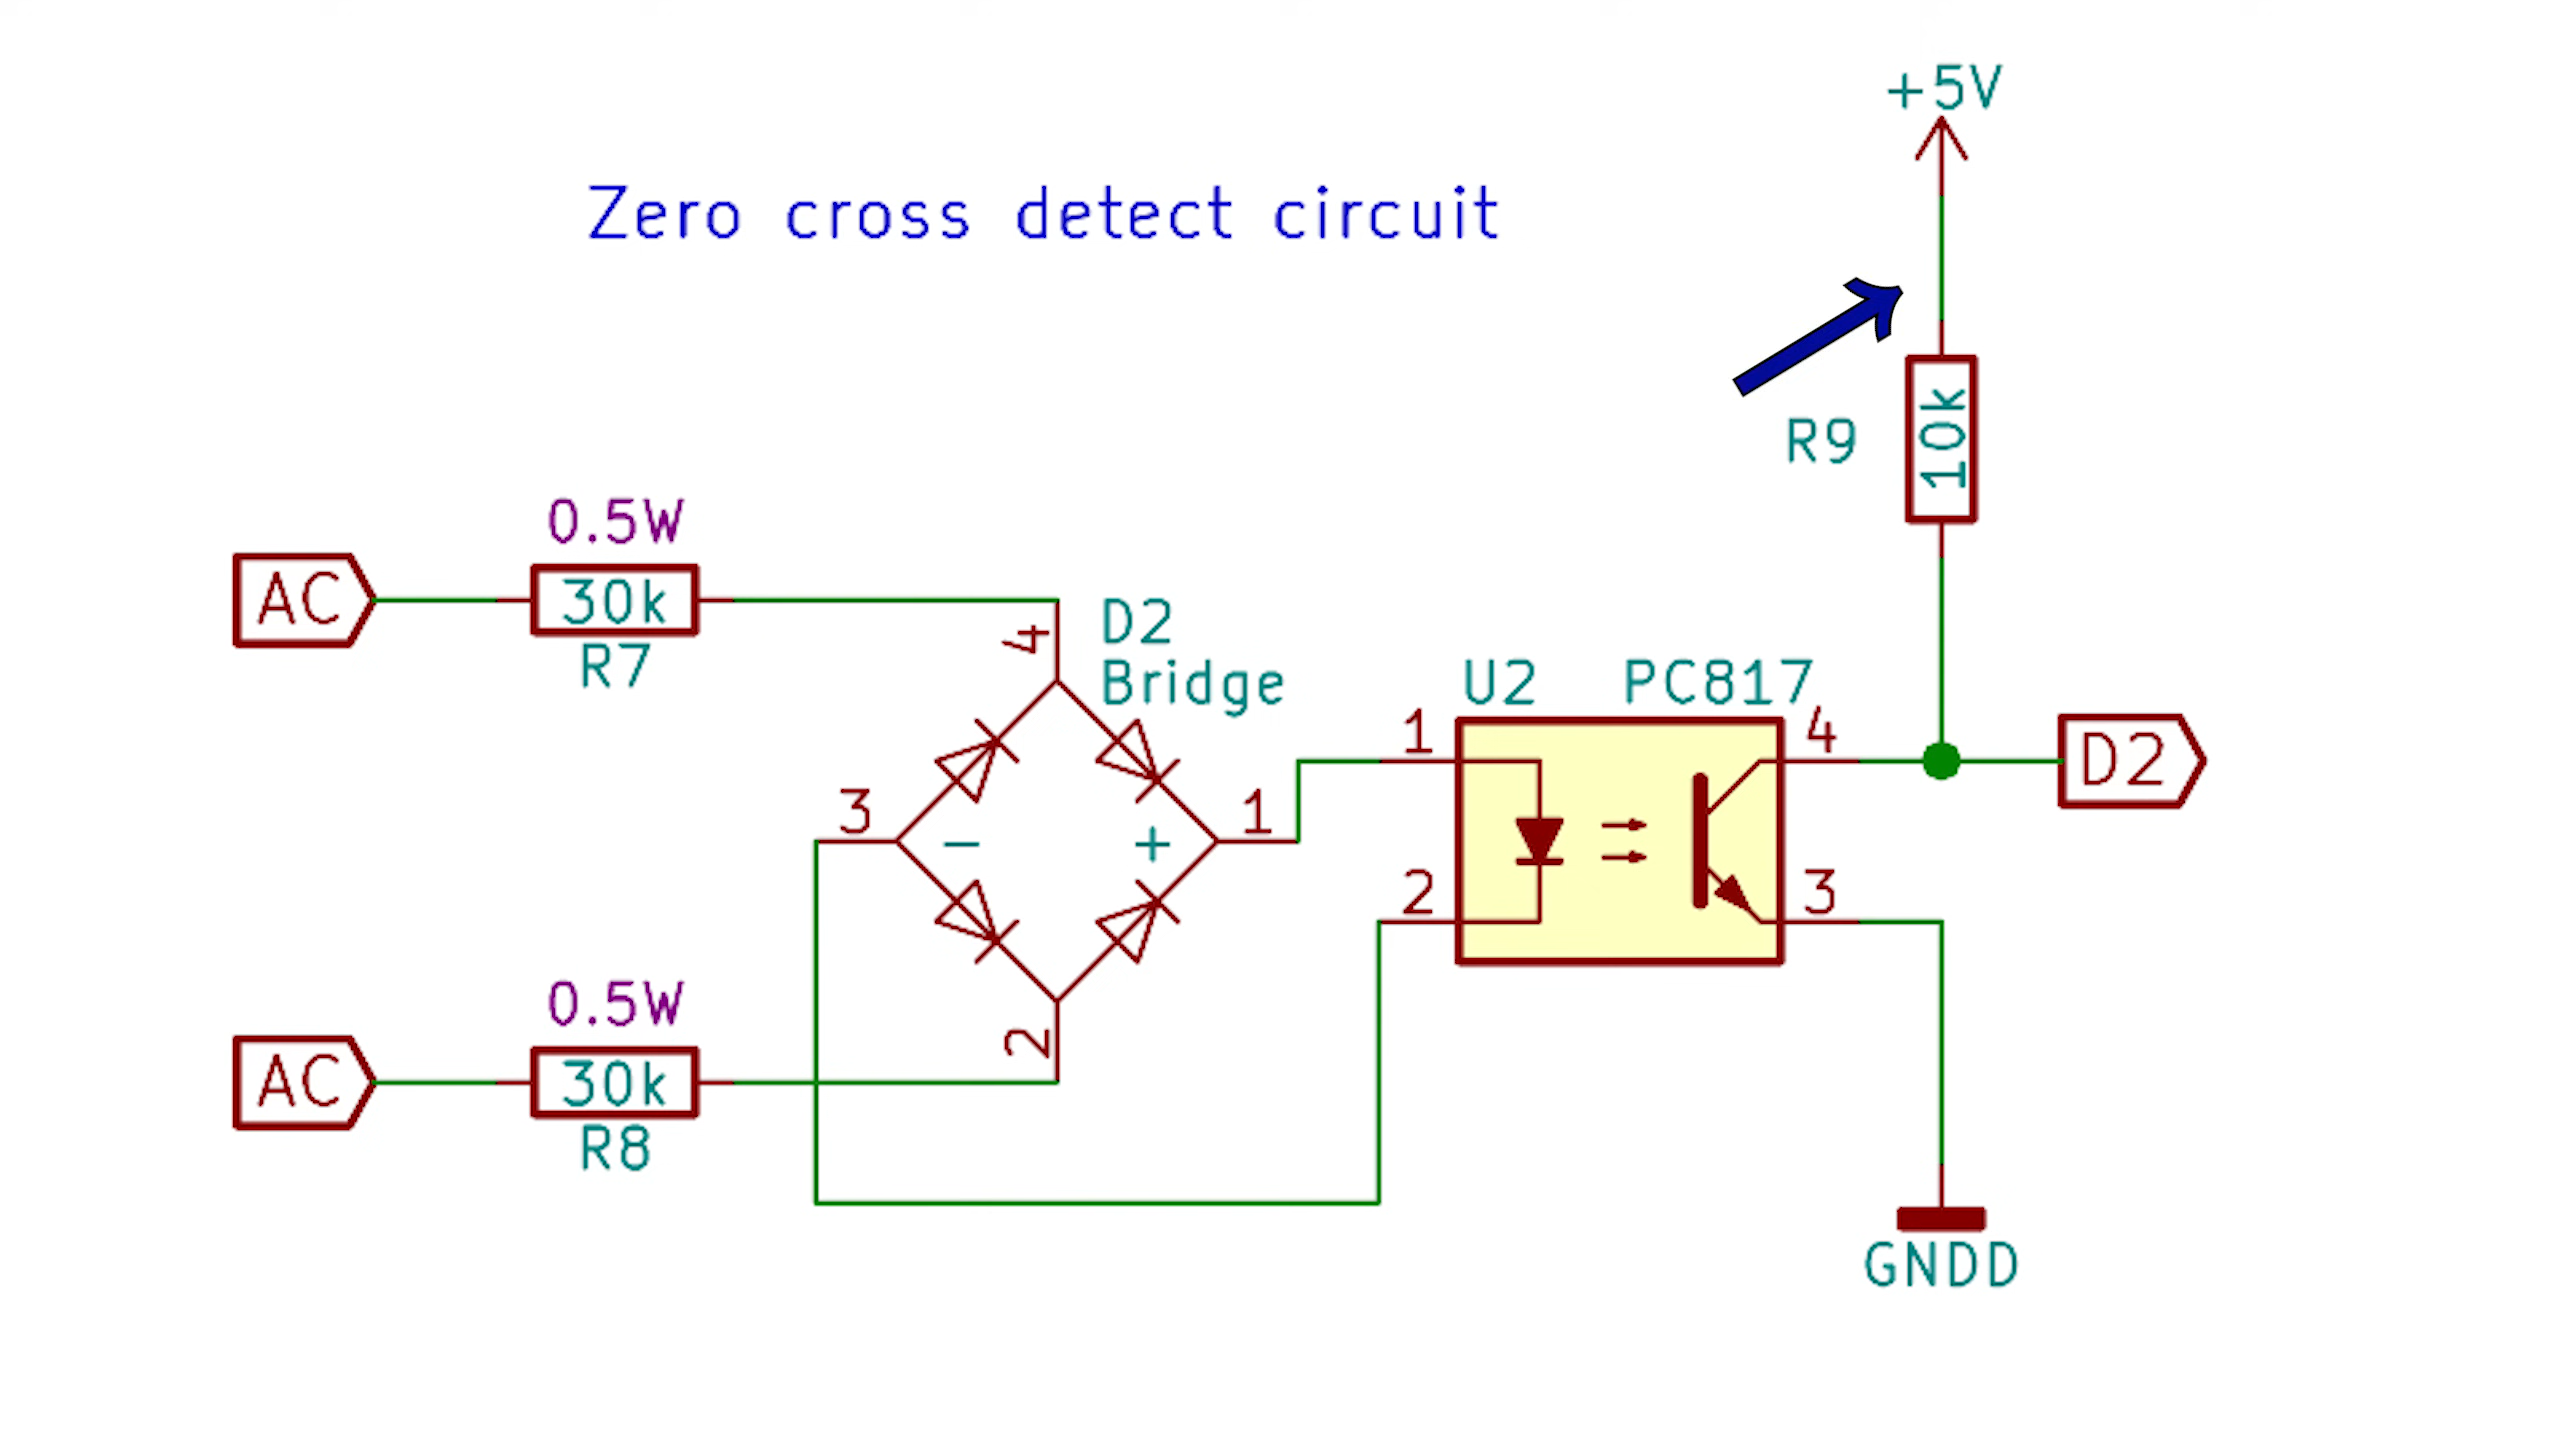 +5V
Zero cross detect circuit
10k
R9
0.5W
AC
30k
R7
4
D2
Bridge
U2
PC817
1
4
D2
3
-
+
1
2
3
0.5W
2
AC
30k
R8
GNDD